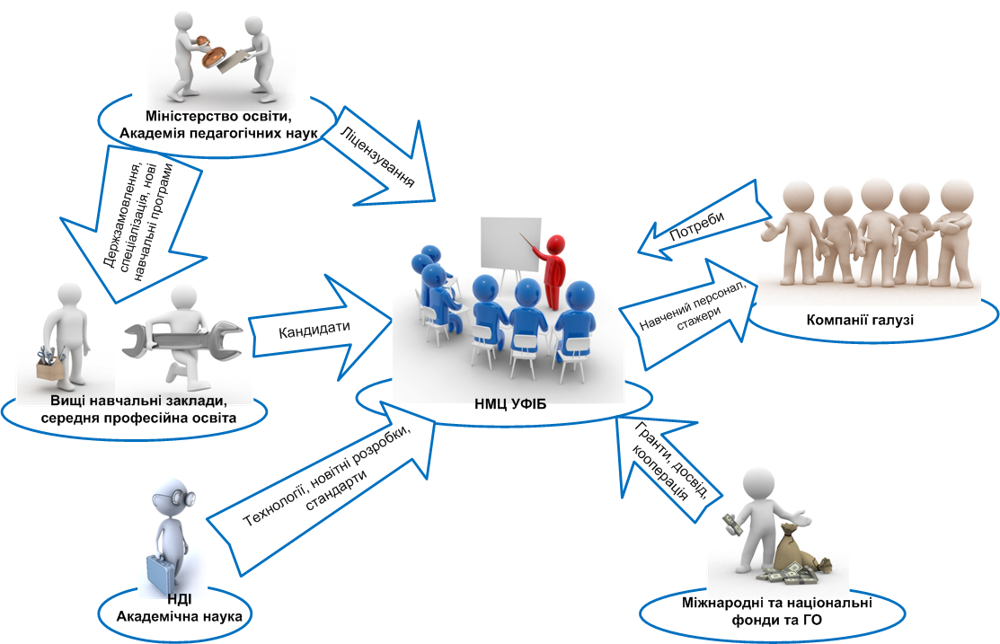 Міністерство освіти,
Академія педагогічних наук
Ліцензування
Держзамовлення,
спеціалізація, нові
навчальні програми
Потреби
Навчений персонал,
стажери
Компанії галузі
Кандидати
Вищі навчальні заклади,
середня професійна освіта
НМЦ УФІБ
Технології, новітні розробки,
стандарти
Гранти, досвід,
кооперація
НДІ
Академічна наука
Міжнародні та національні
фонди та ГО